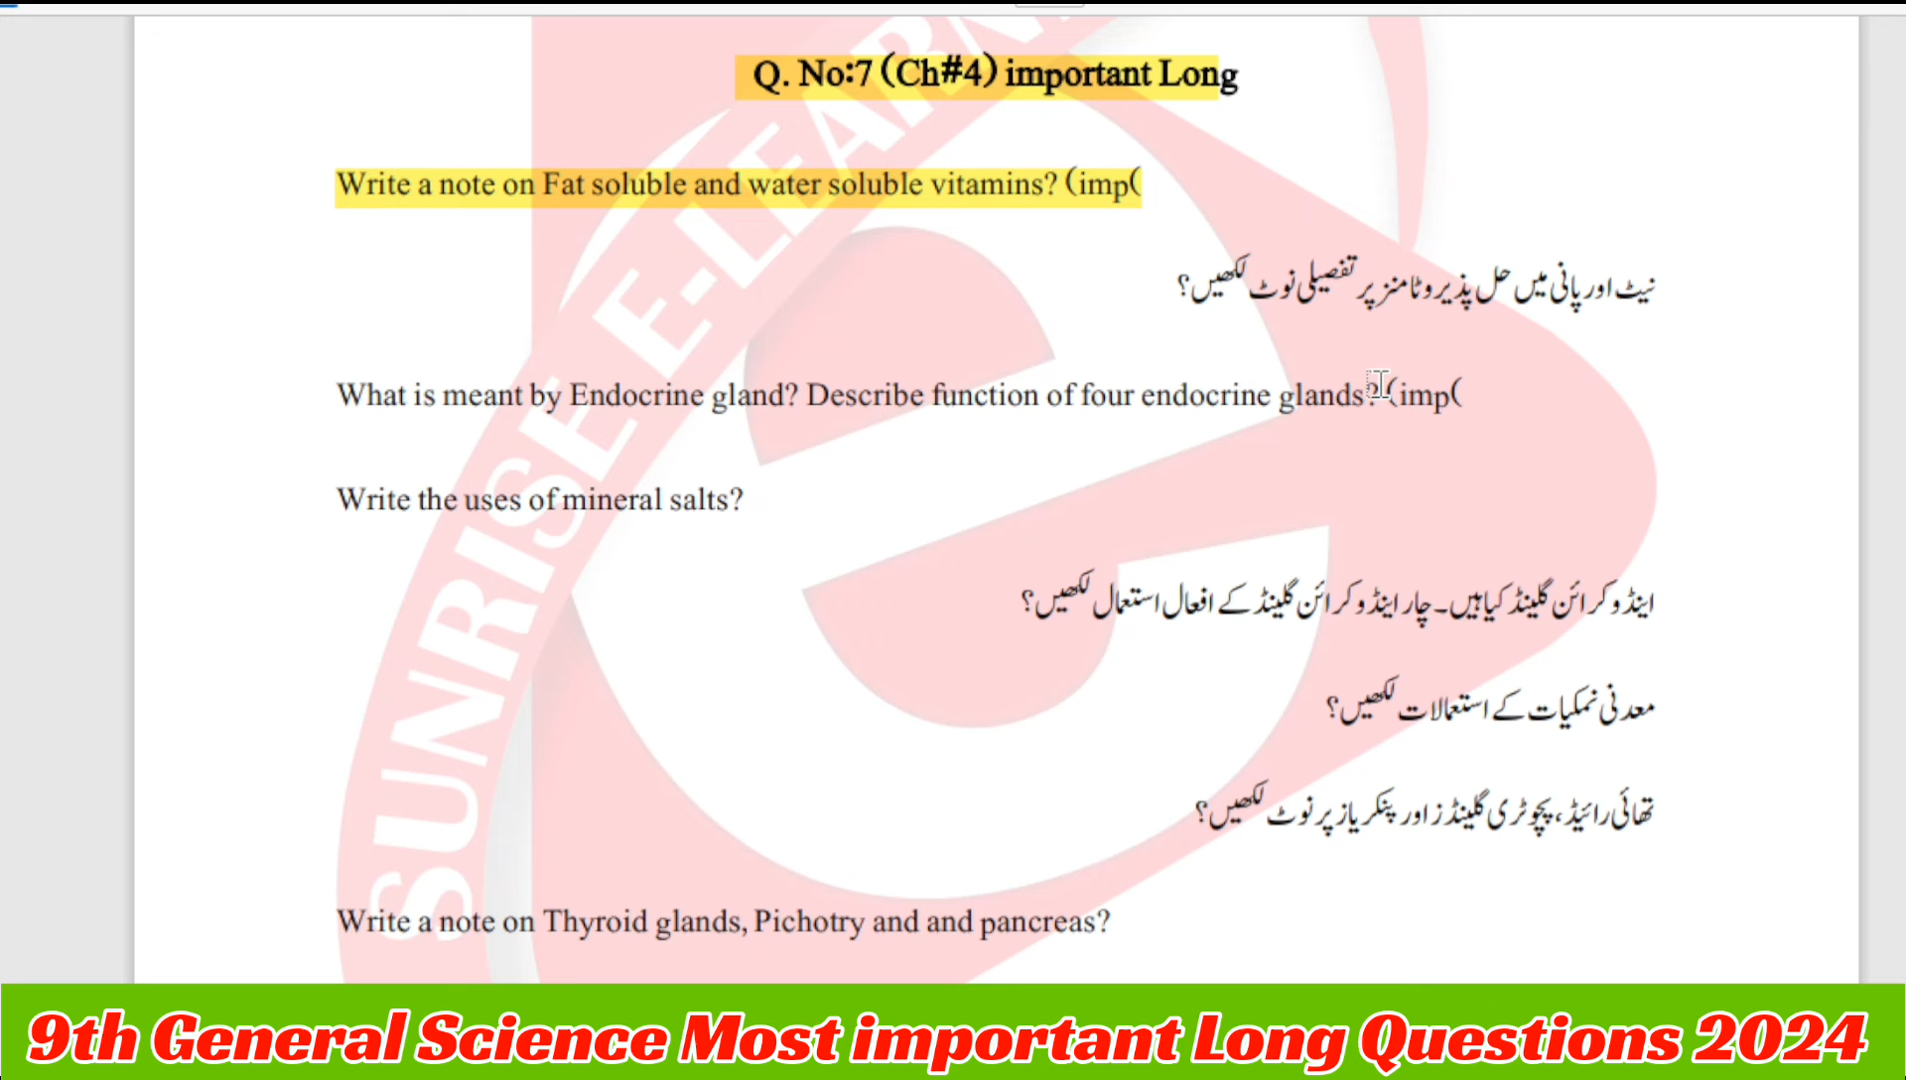 Q. No:7 (Ch#4) important Long
Write a note on Fat soluble and water soluble vitamins? (imp(
نیٹ اور پانی میں حل پذیر وٹامنز پر تفصیلی نوٹ لکھیں؟
What is meant by Endocrine gland? Describe function of four endocrine glands? (imp(
Write the uses of mineral salts?
اینڈوکرائن گلینڈ کیا ہیں۔ چار اینڈوکرائن گلینڈ کے افعال استعمال لکھیں؟
معدنی نمکیات کے استعمالات لکھیں؟
تھائی رائیڈ، پچوٹری گلینڈز اور پنکریاز پر نوٹ لکھیں؟
Write a note on Thyroid glands, Pichotry and and pancreas?
SUNRISE E-LEARN
9th General Science Most important Long Questions 2024